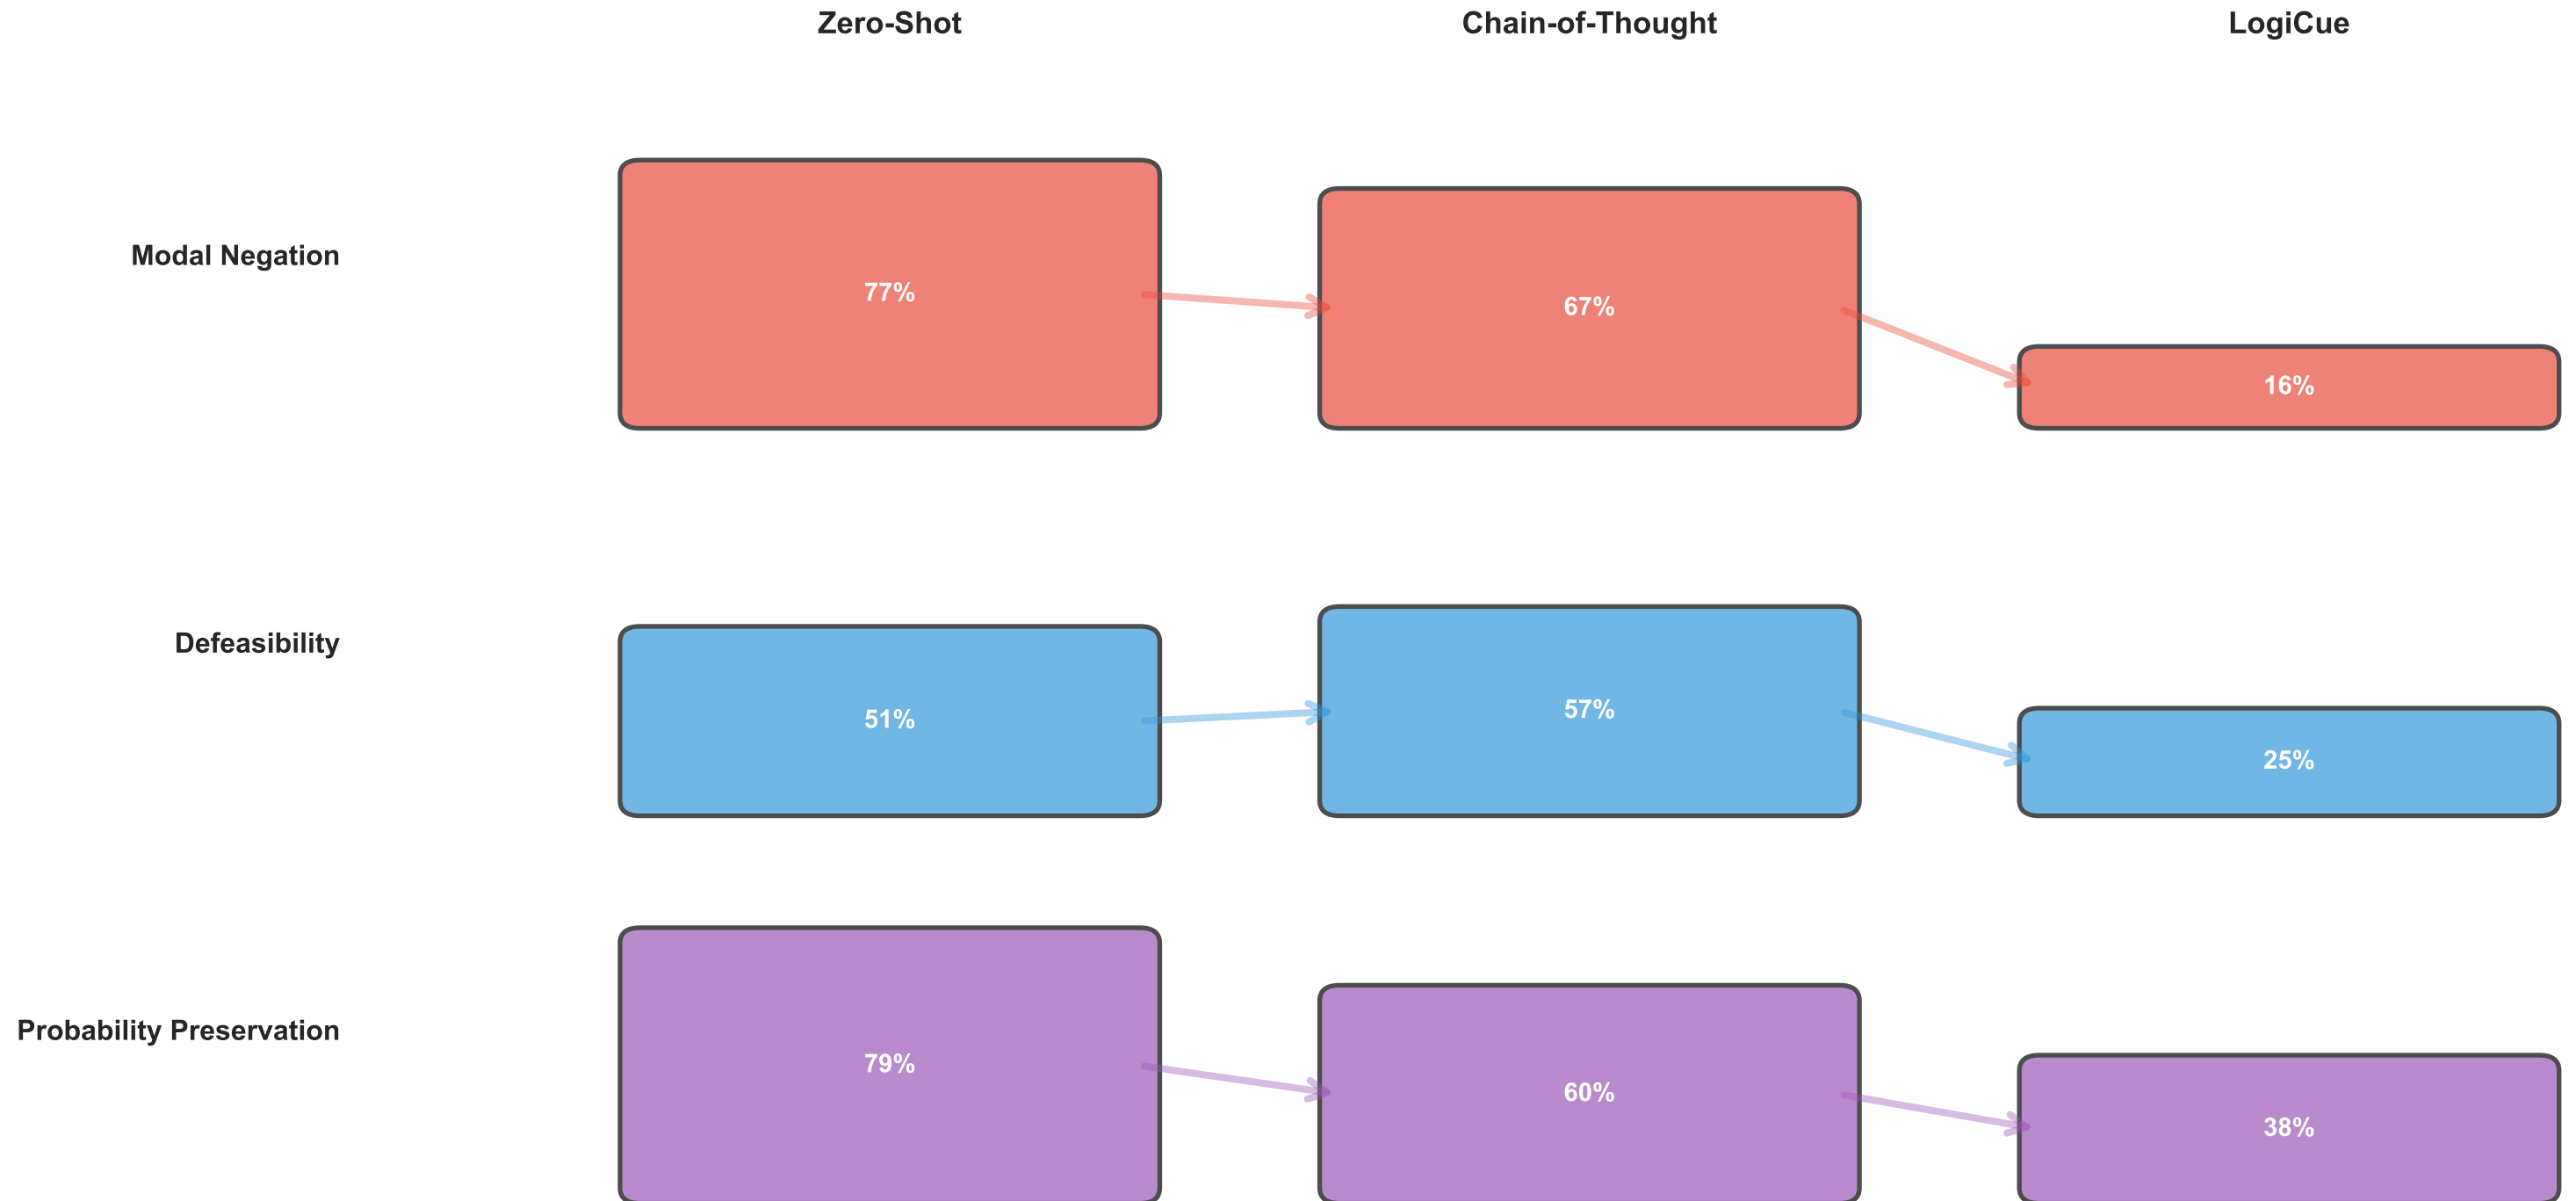 Zero-Shot
Chain-of-Thought
LogiCue
Modal Negation
77%
67%
16%
Defeasibility
51%
57%
25%
Probability Preservation
79%
60%
38%